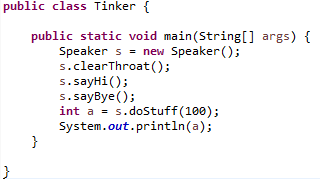 public class Tinker {
public static void main(String[] args) {
Speaker s = new Speaker();
s.clearThroat();
s.sayHi();
s.sayBye();
int a = s.doStuff(100);
System.out.println(a);
}
}